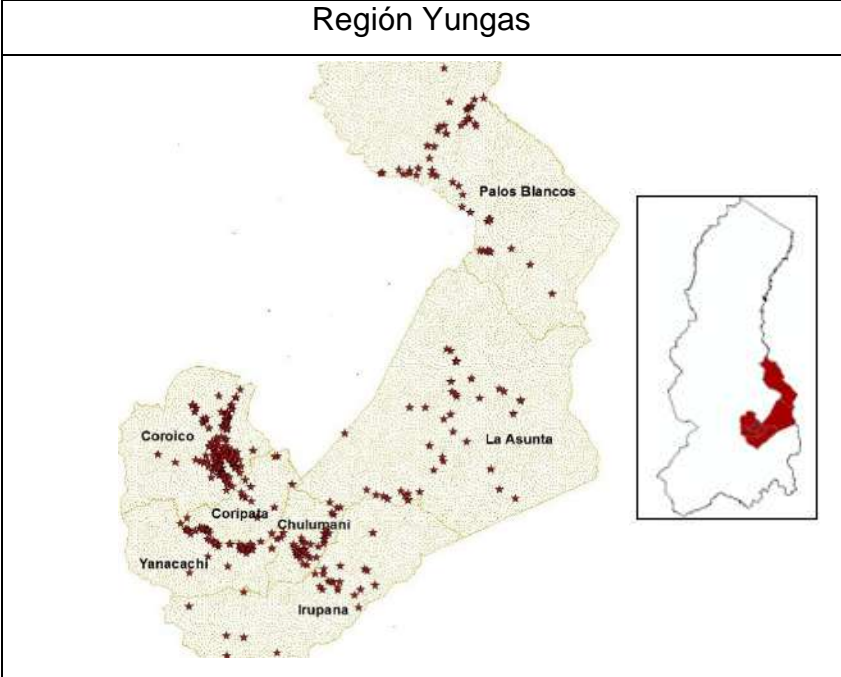 Región Yungas
Palos Blancos
La Asunta
Coroico
Coripata
Chulumani
Yanacachi
Irupana